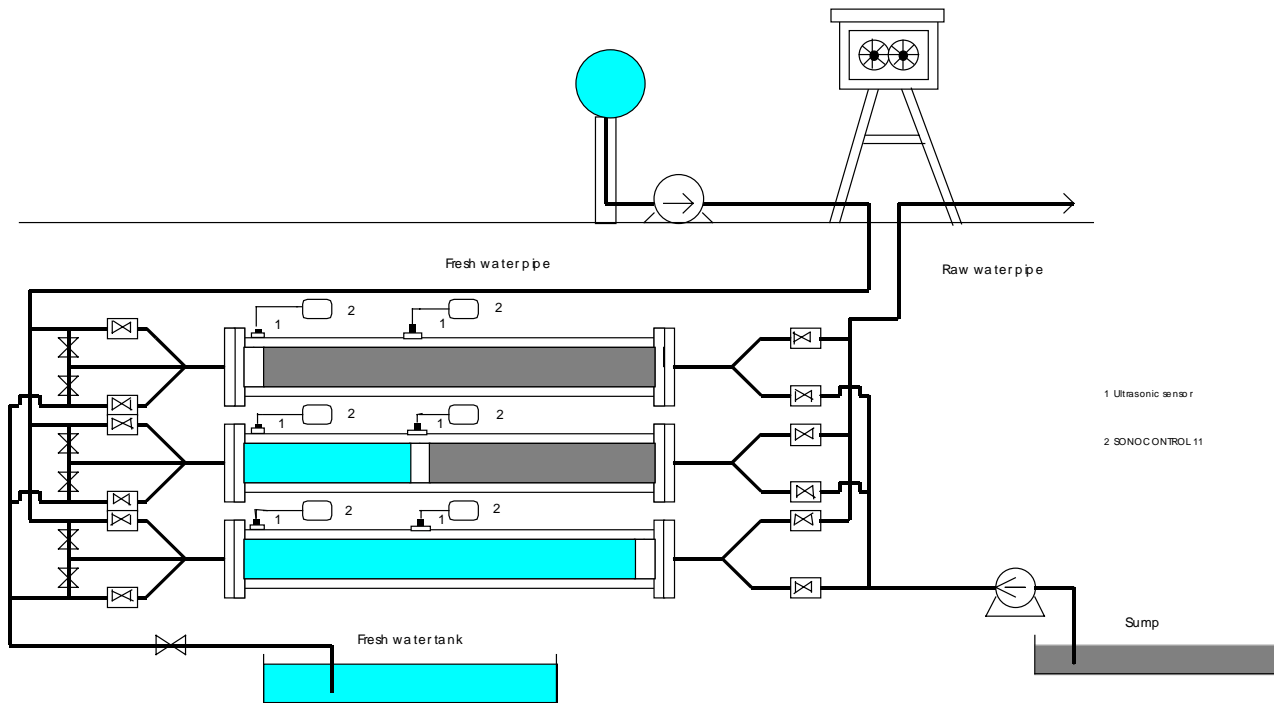 Fresh water pipe
Raw water pipe
2
2
1
1
1 Ultrasonic sensor
2
2
1
1
2 SONOCONTROL 11
2
2
1
1
Sump
Fresh water tank